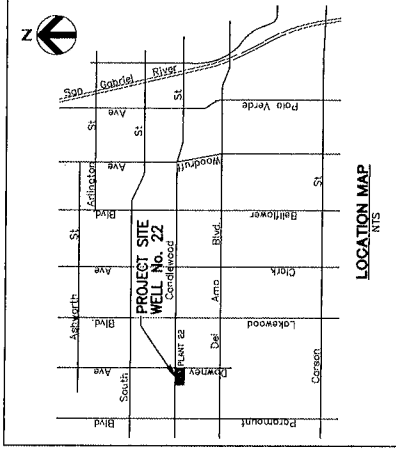 N
San Gabriel River
St
Ave
St
St
Palo Verde
Ave
Arlington
Woodruff
St
Blvd.
Bellflower
St
Ashworth
Ave
PROJECT SITE
WELL No. 22
Candlewood
Blvd.
Clark
Blvd.
South
Amo
Lakewood
Ave
PLANT 22
Del
Downey
Carson
Blvd
Paramount
LOCATION MAP
NTS